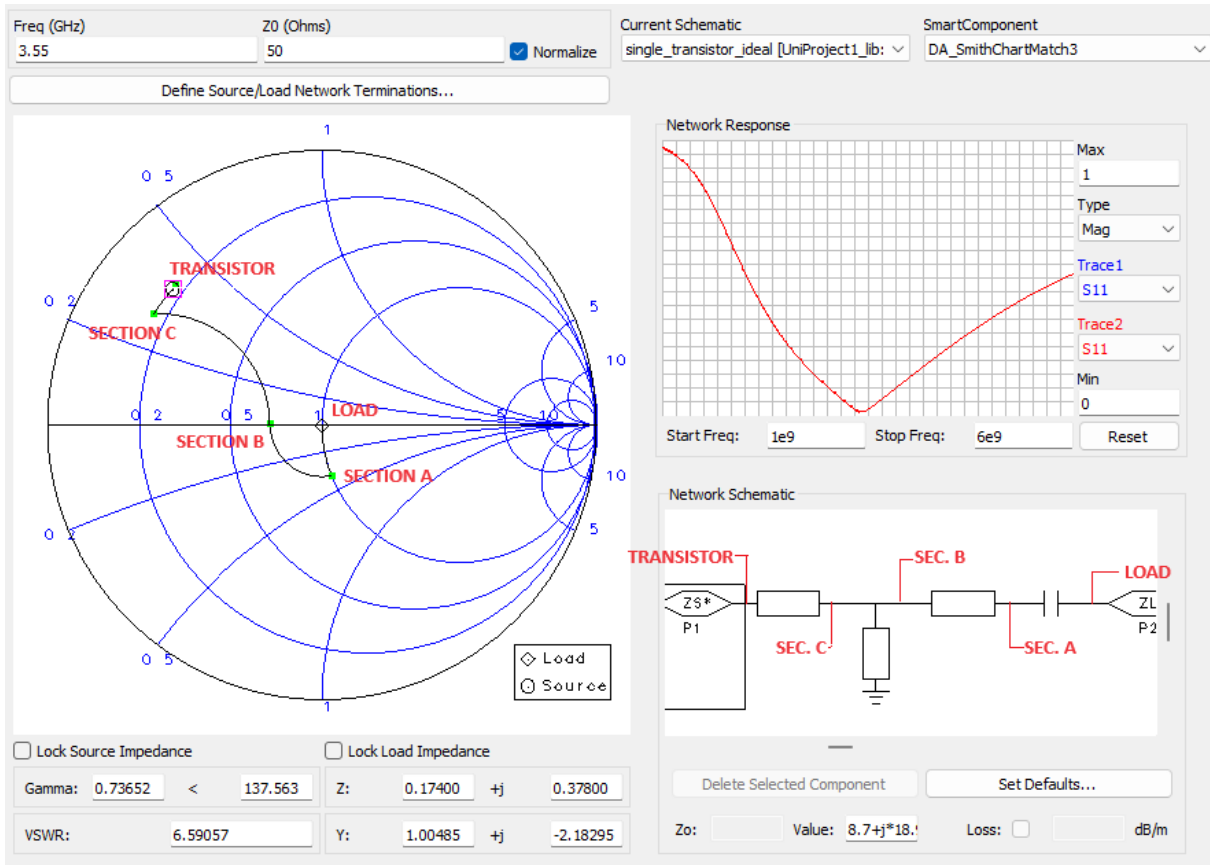 Freq (GHz)
Z0 (Ohms)
3.55
50
Normalize
Current Schematic
SmartComponent
single_transistor_ideal [UniProject1_lib:
DA_SmithChartMatch3
Define Source/Load Network Terminations...
1
0 5
TRANSISTOR
0 2
5
SECTION C
10
LOAD
0 2
0 5
1
5
10
SECTION B
SECTION A
10
0 2
5
0 5
1
Load
Source
Network Response
Max
1
Type
Mag
Trace1
S11
Trace2
S11
Min
0
Start Freq:
1e9
Stop Freq:
6e9
Reset
Network Schematic
TRANSISTOR
SEC. B
LOAD
ZS*
ZL
P1
P2
SEC. C
SEC. A
Delete Selected Component
Set Defaults...
Zo:
Value:
8.7+j*18.9
Loss:
dB/m
Lock Source Impedance
Lock Load Impedance
Gamma:
0.73652
<
137.563
Z:
0.17400
+j
0.37800
VSWR:
6.59057
Y:
1.00485
+j
-2.18295